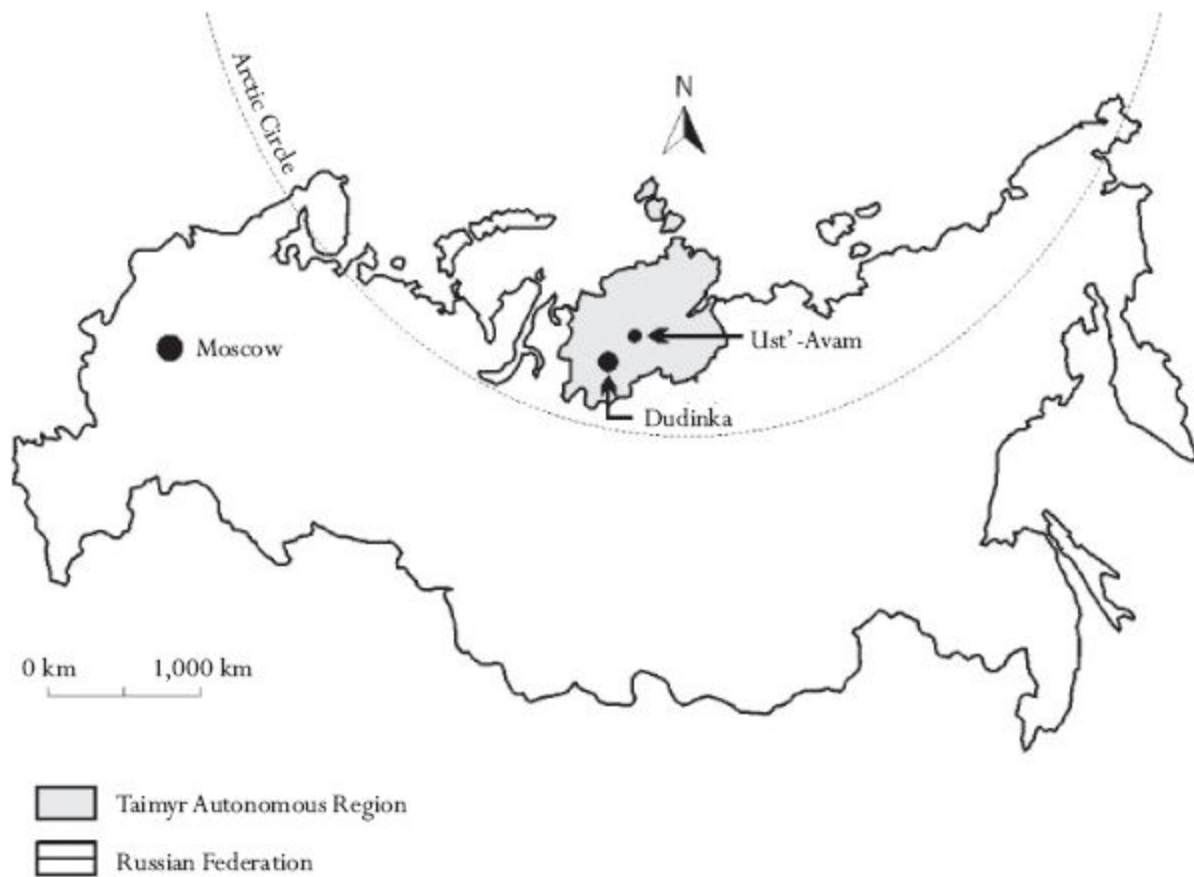 Arctic Circle
N
Moscow
Ust'-Avam
Dudinka
0 km 1,000 km
Taimyr Autonomous Region
Russian Federation